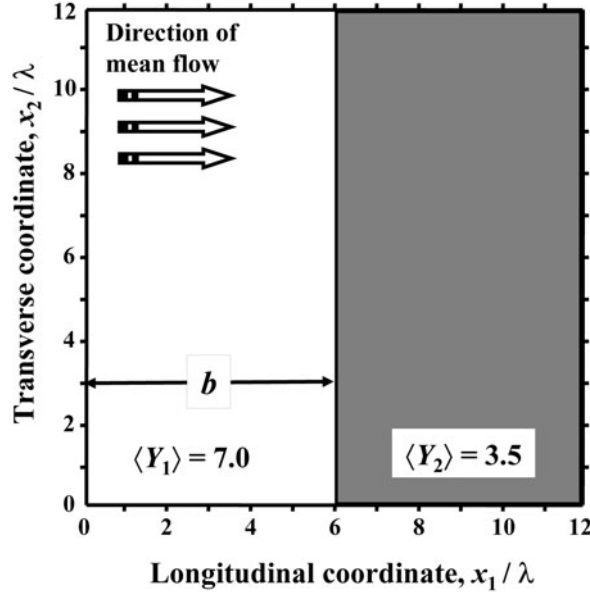 12
10
8
6
4
2
0
Transverse coordinate, x₂ / λ
Direction of
mean flow
b
⟨Y₁⟩ = 7.0
⟨Y₂⟩ = 3.5
0 2 4 6 8 10 12
Longitudinal coordinate, x₁ / λ